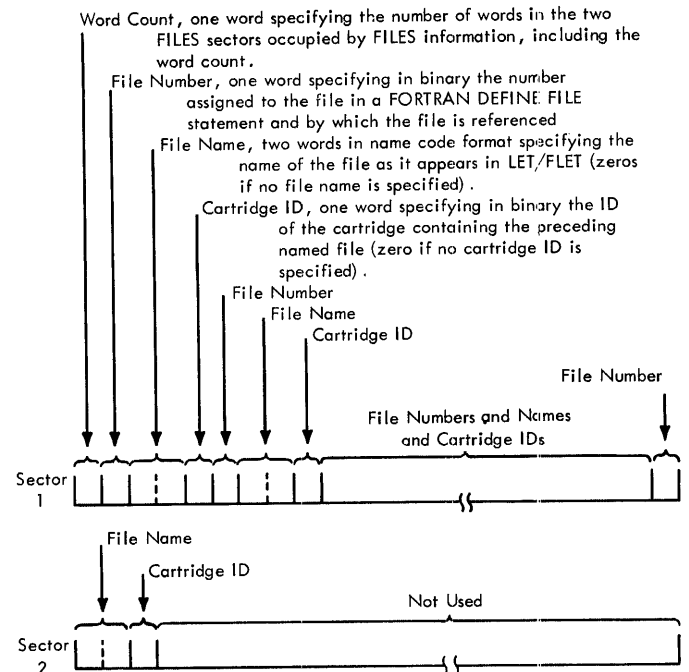 Word Count, one word specifying the number of words in the two
FILES sectors occupied by FILES information, including the
word count.
File Number, one word specifying in binary the number
assigned to the file in a FORTRAN DEFINE FILE
statement and by which the file is referenced
File Name, two words in name code format specifying the
name of the file as it appears in LET/FLET (zeros
if no file name is specified).
Cartridge ID, one word specifying in binary the ID
of the cartridge containing the preceding
named file (zero if no cartridge ID is
specified).
File Number
File Name
Cartridge ID
File Number
File Numbers and Names
and Cartridge IDs
Sector
1
File Name
Cartridge ID
Not Used
Sector
2